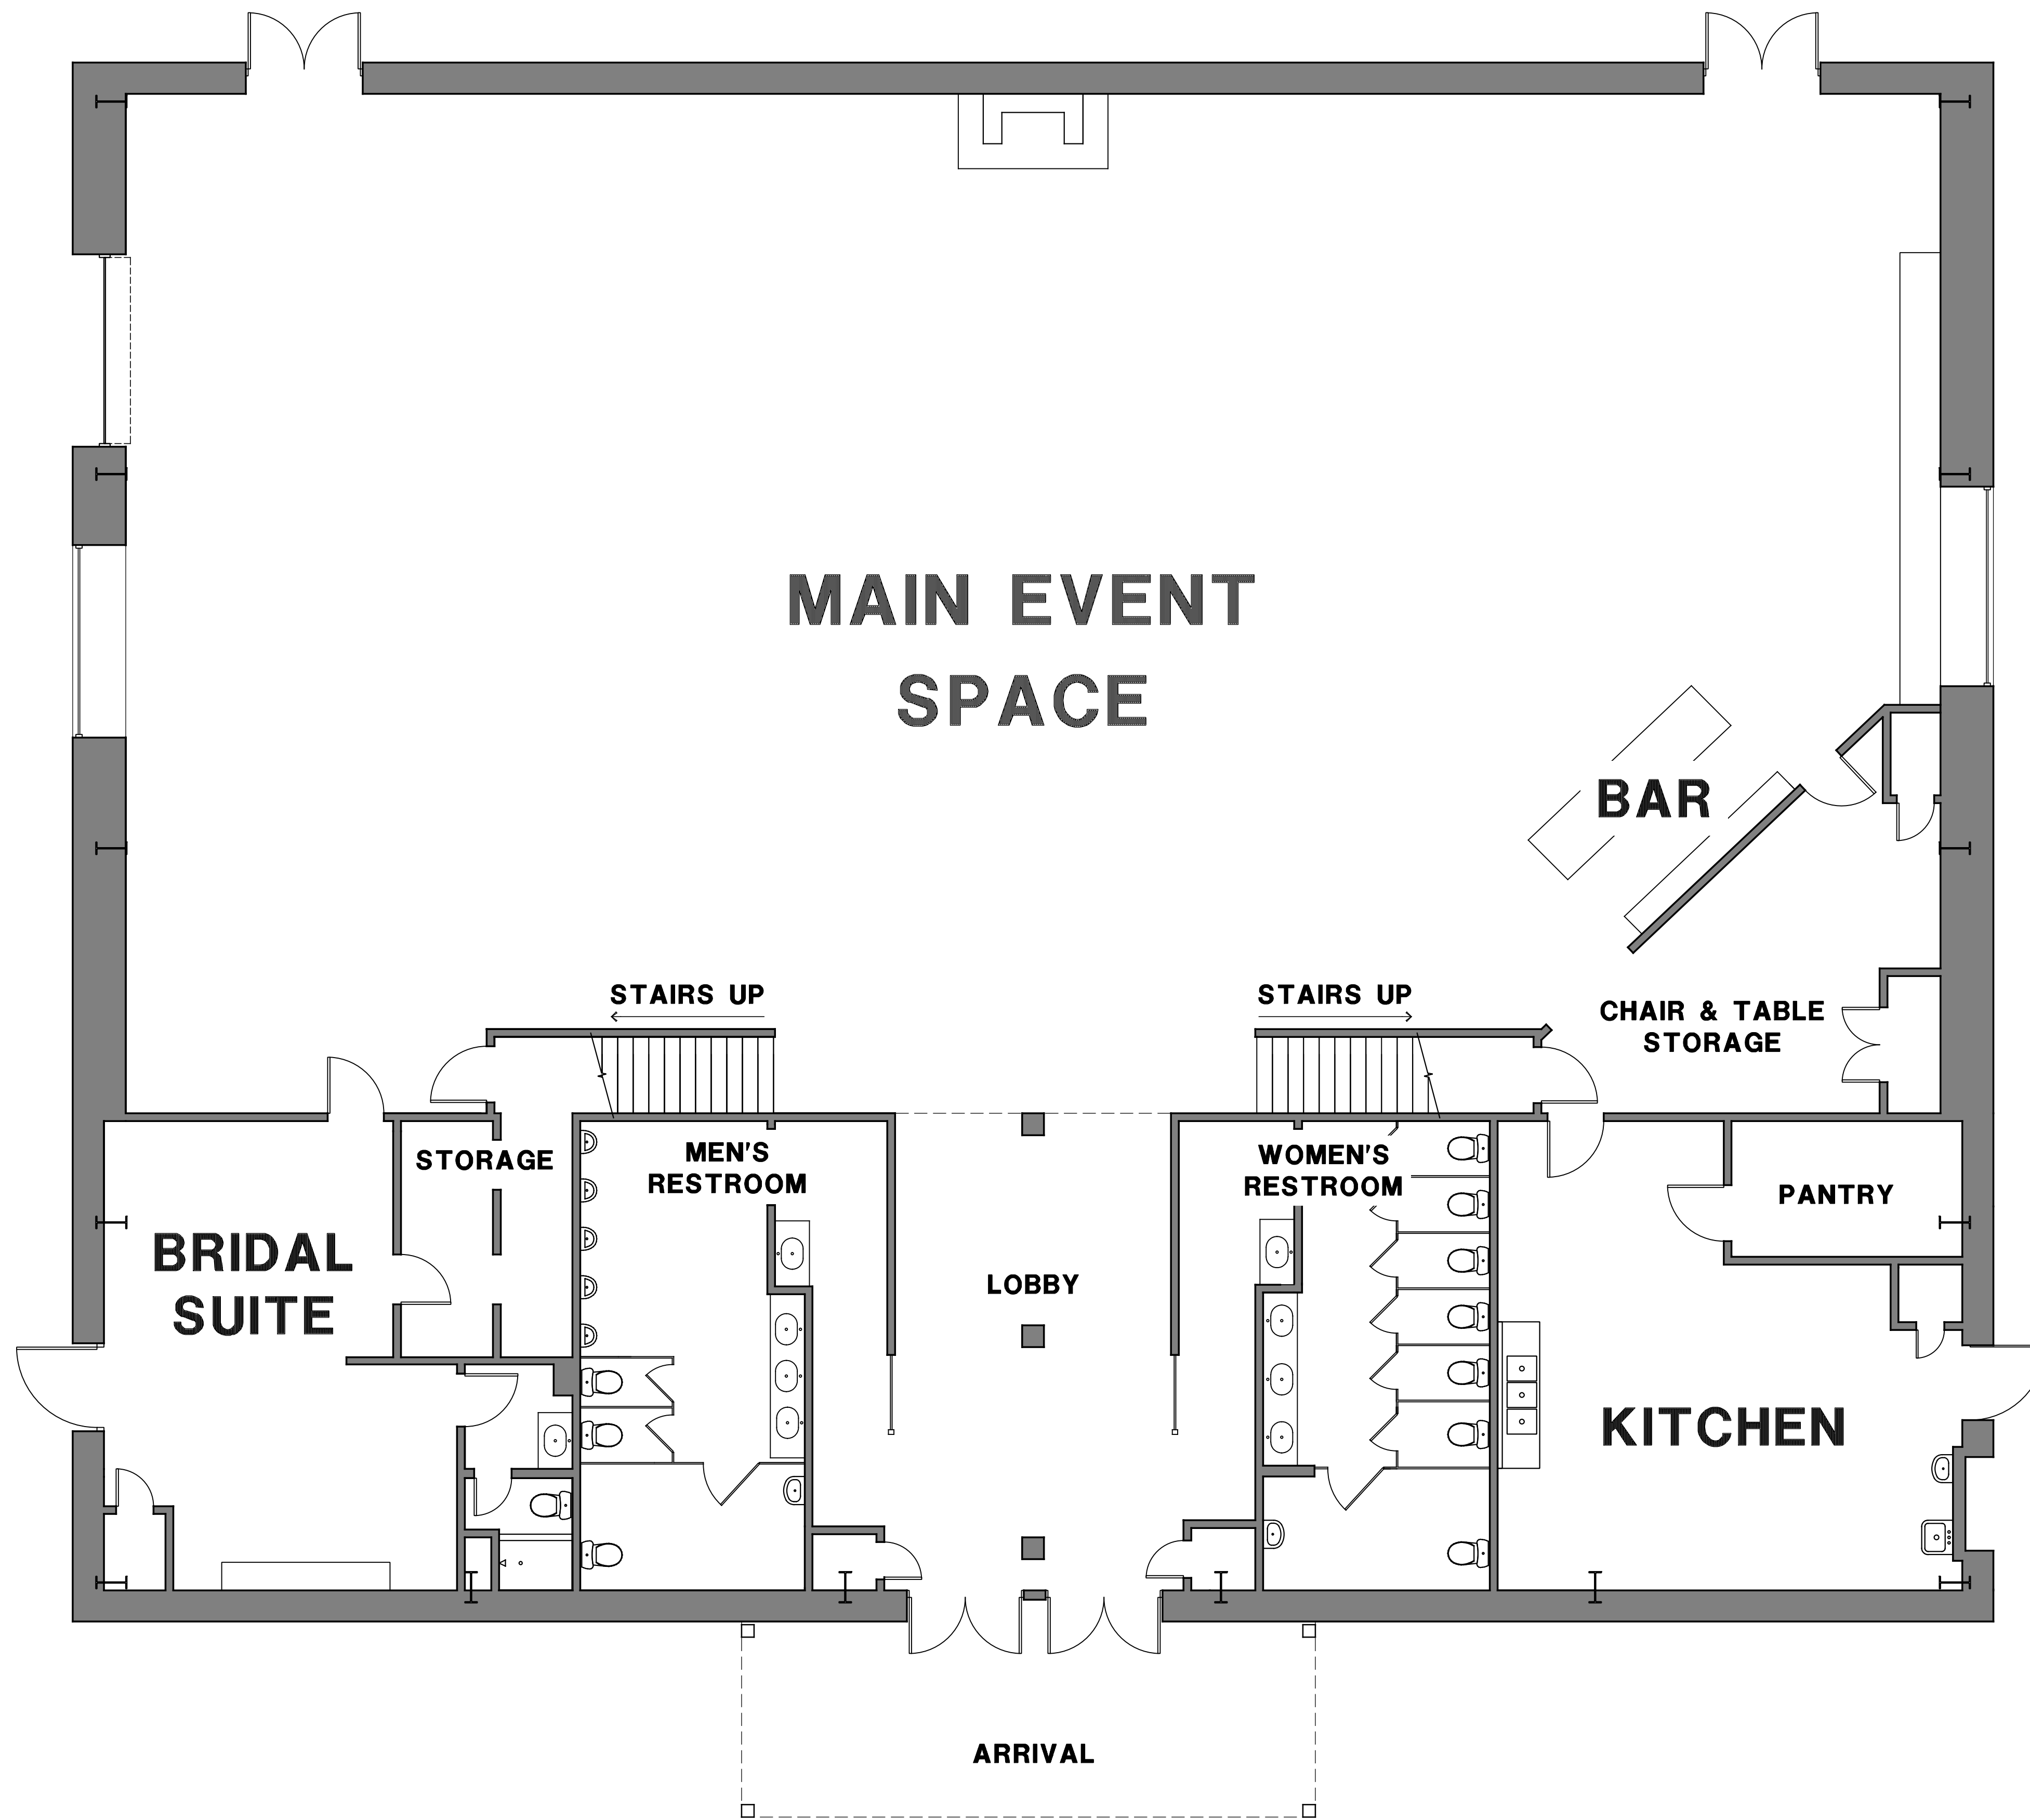 MAIN EVENT
SPACE
BAR
STAIRS UP
STAIRS UP
CHAIR & TABLE
STORAGE
STORAGE
MEN'S
RESTROOM
WOMEN'S
RESTROOM
PANTRY
BRIDAL
SUITE
LOBBY
KITCHEN
ARRIVAL